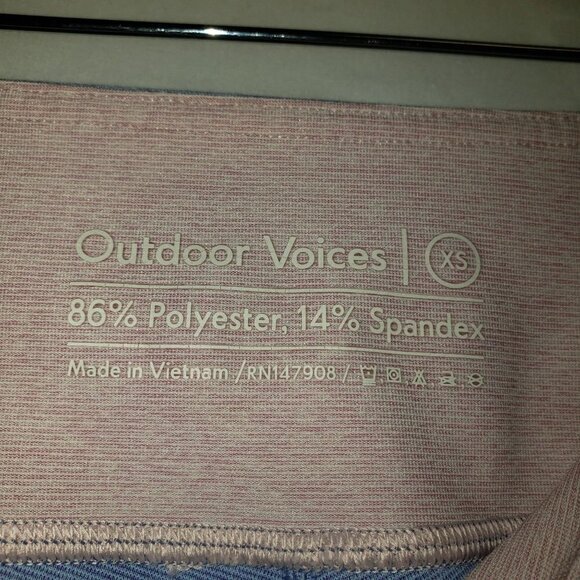 Outdoor Voices | XS
86% Polyester, 14% Spandex
Made in Vietnam /RN147908 /